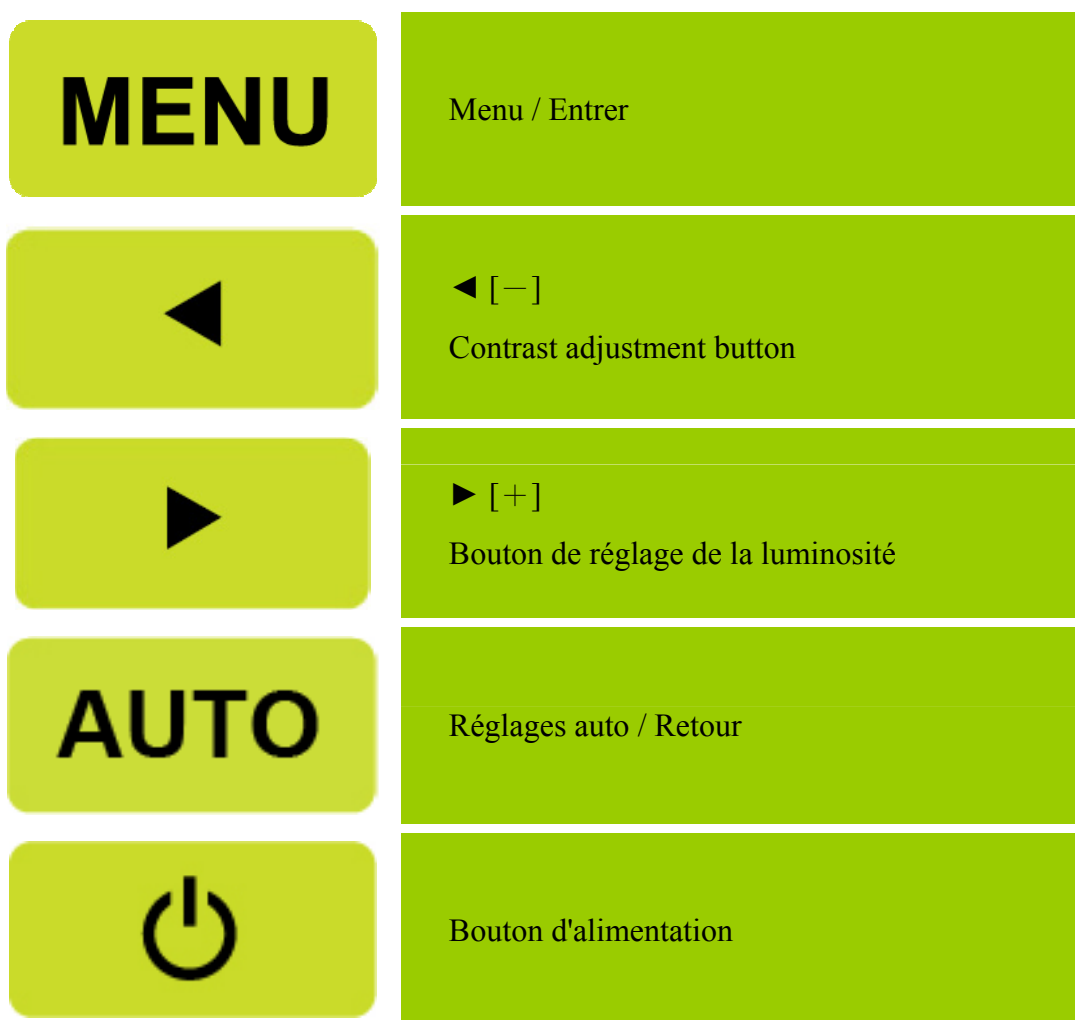 MENU
Menu / Entrer
◄ [−]
Contrast adjustment button
► [+]
Bouton de réglage de la luminosité
AUTO
Réglages auto / Retour
Bouton d'alimentation